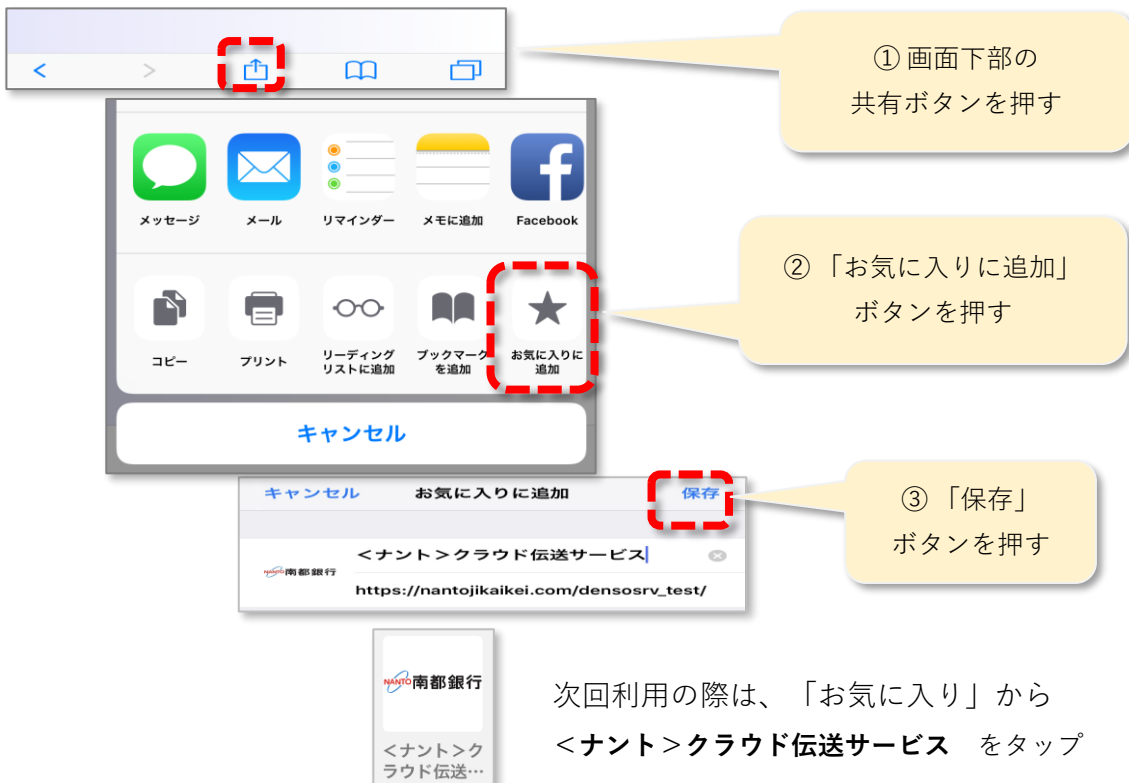 ① 画面下部の
共有ボタンを押す
メッセージ
メール
リマインダー
メモに追加
Facebook
② 「お気に入りに追加」
ボタンを押す
コピー
プリント
リーディング
リストに追加
ブックマーク
を追加
お気に入りに
追加
キャンセル
キャンセル
お気に入りに追加
保存
③ 「保存」
ボタンを押す
<ナント>クラウド伝送サービス
NANTO 南都銀行
https://nantojikaikei.com/densosrv_test/
NANTO 南都銀行
<ナント>ク
ラウド伝送…
次回利用の際は、「お気に入り」から
<ナント>クラウド伝送サービス　をタップ